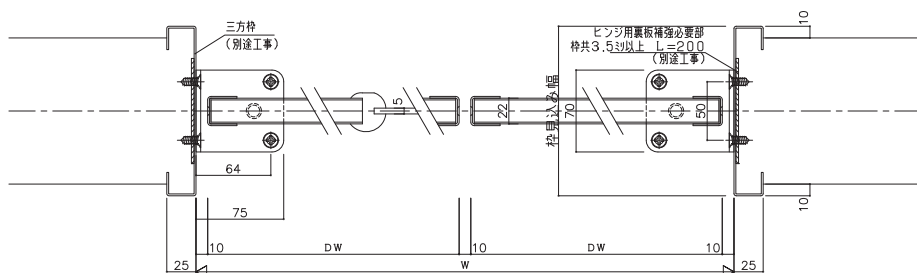 三方枠
(別途工事)
ヒンジ用裏板補強必要部
枠共3.5ミリ以上 L=200
(別途工事)
10
5
22
枠見込み幅
70
50
64
75
10
10
DW
10
DW
10
25
W
25